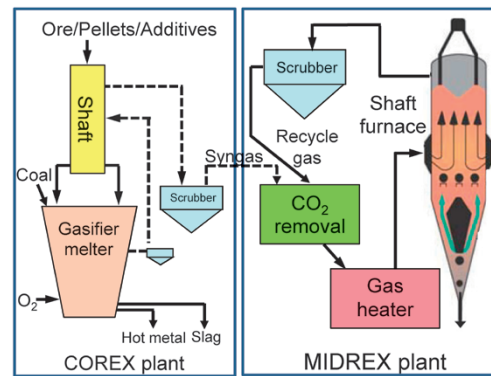 Ore/Pellets/Additives
Shaft
Coal
Gasifier
melter
Scrubber
O₂
Hot metal
Slag
COREX plant
Scrubber
Recycle
gas
Syngas
CO₂
removal
Gas
heater
Shaft
furnace
MIDREX plant